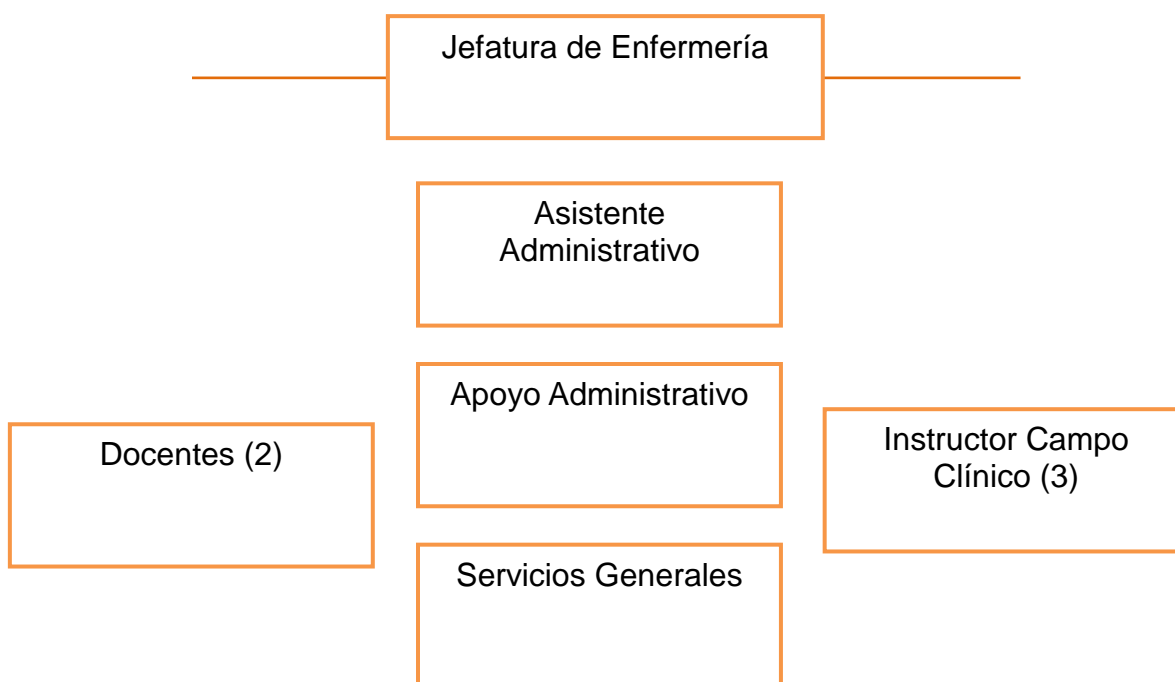 Jefatura de Enfermería
Asistente
Administrativo
Apoyo Administrativo
Docentes (2)
Instructor Campo
Clínico (3)
Servicios Generales